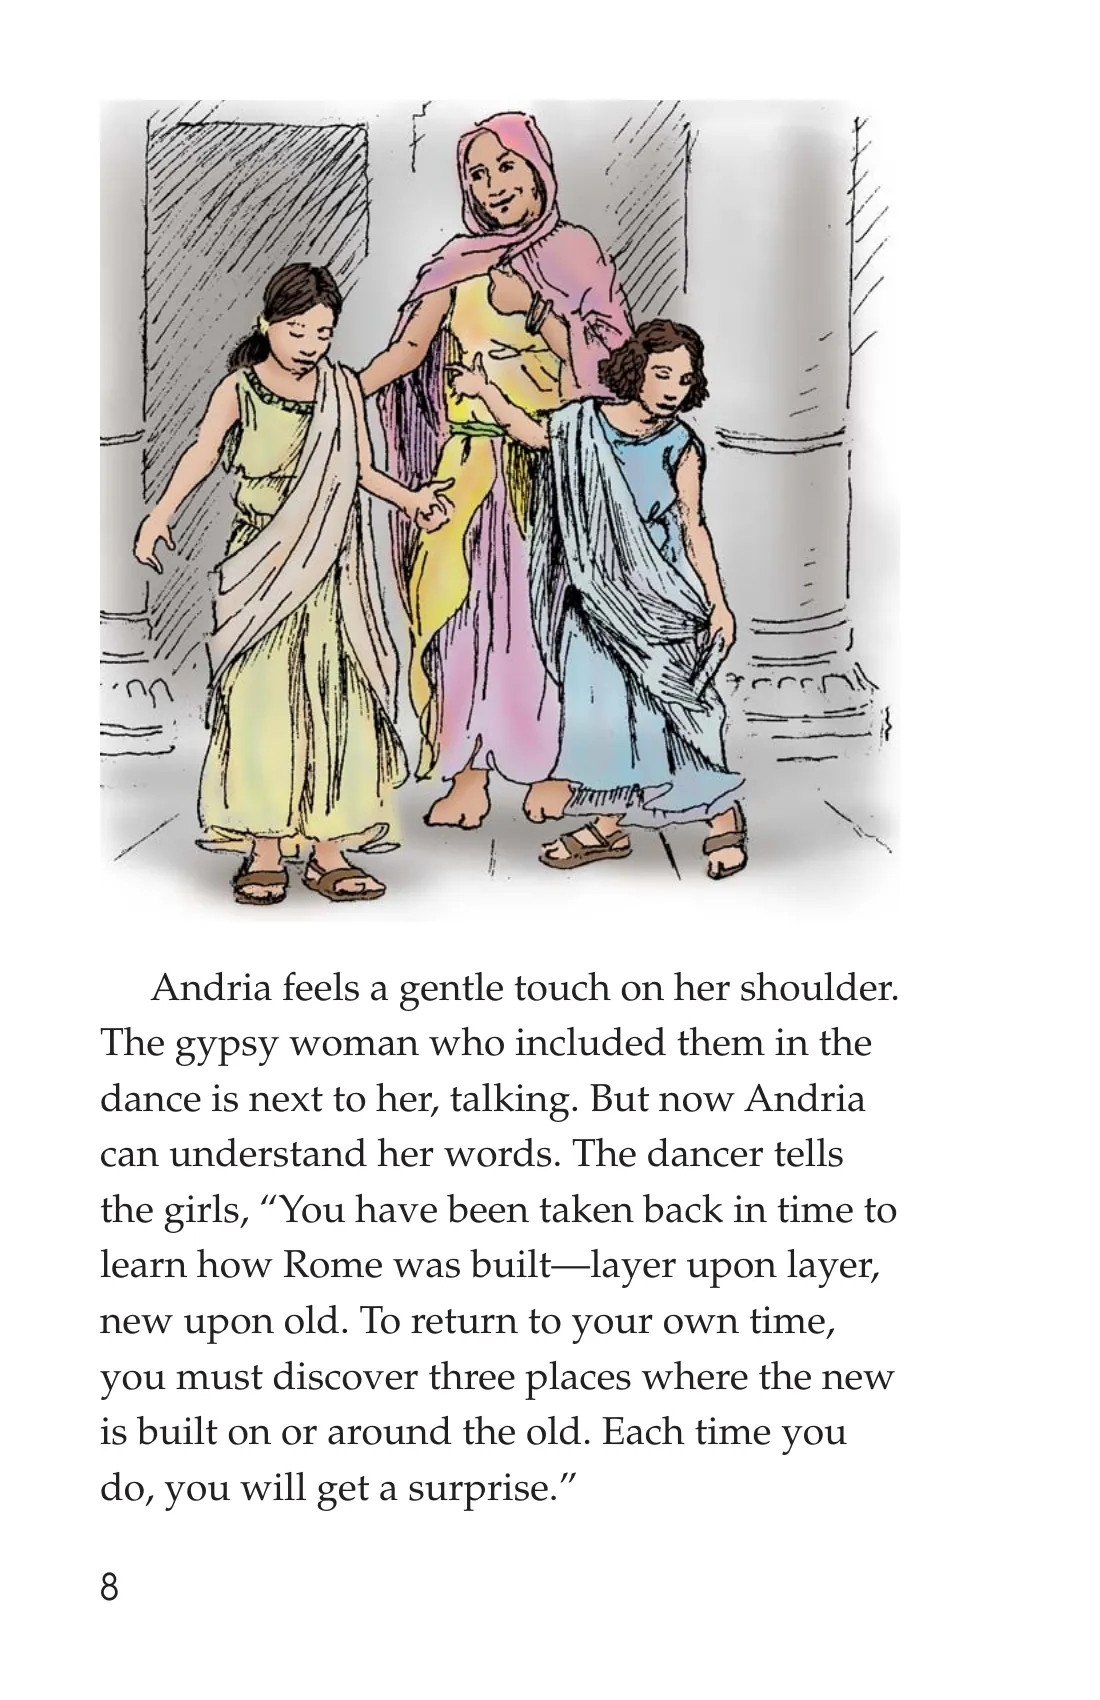 Andria feels a gentle touch on her shoulder.
The gypsy woman who included them in the
dance is next to her, talking. But now Andria
can understand her words. The dancer tells
the girls, “You have been taken back in time to
learn how Rome was built—layer upon layer,
new upon old. To return to your own time,
you must discover three places where the new
is built on or around the old. Each time you
do, you will get a surprise.”
8